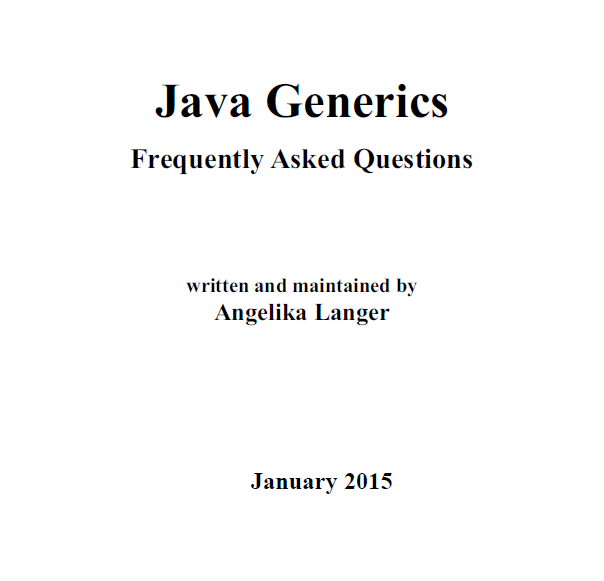 Java Generics
Frequently Asked Questions
written and maintained by
Angelika Langer
January 2015